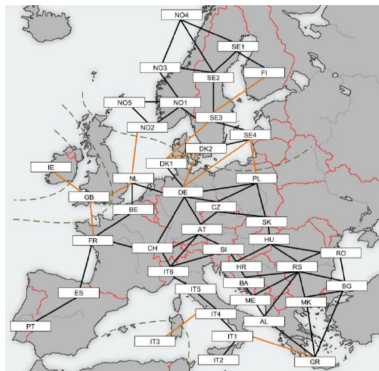 NO4
SE1
NO3
SE2
FI
NO5
NO1
SE3
NO2
SE4
DK2
DK1
IE
NL
PL
GB
DE
BE
CZ
SK
FR
AT
HU
CH
SI
RO
IT6
HR
RS
BA
ES
IT5
ME
MK
BG
PT
IT4
AL
IT3
IT1
IT2
GR